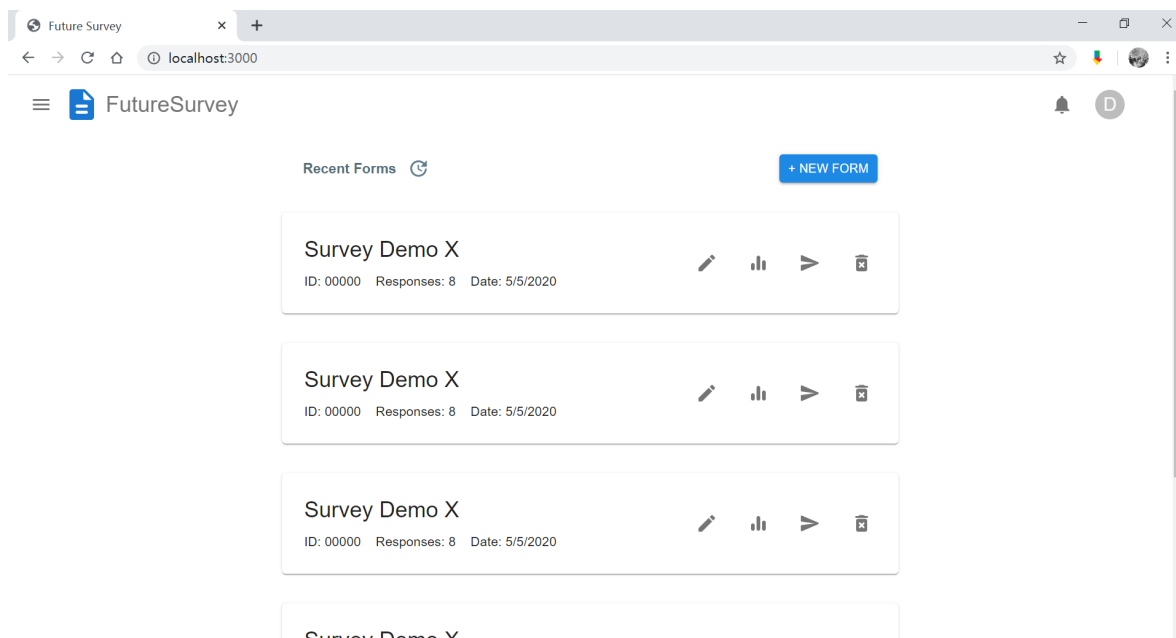 Future Survey
localhost:3000
FutureSurvey
D
Recent Forms
+ NEW FORM
Survey Demo X
ID: 00000 Responses: 8 Date: 5/5/2020
Survey Demo X
ID: 00000 Responses: 8 Date: 5/5/2020
Survey Demo X
ID: 00000 Responses: 8 Date: 5/5/2020
Survey Demo X